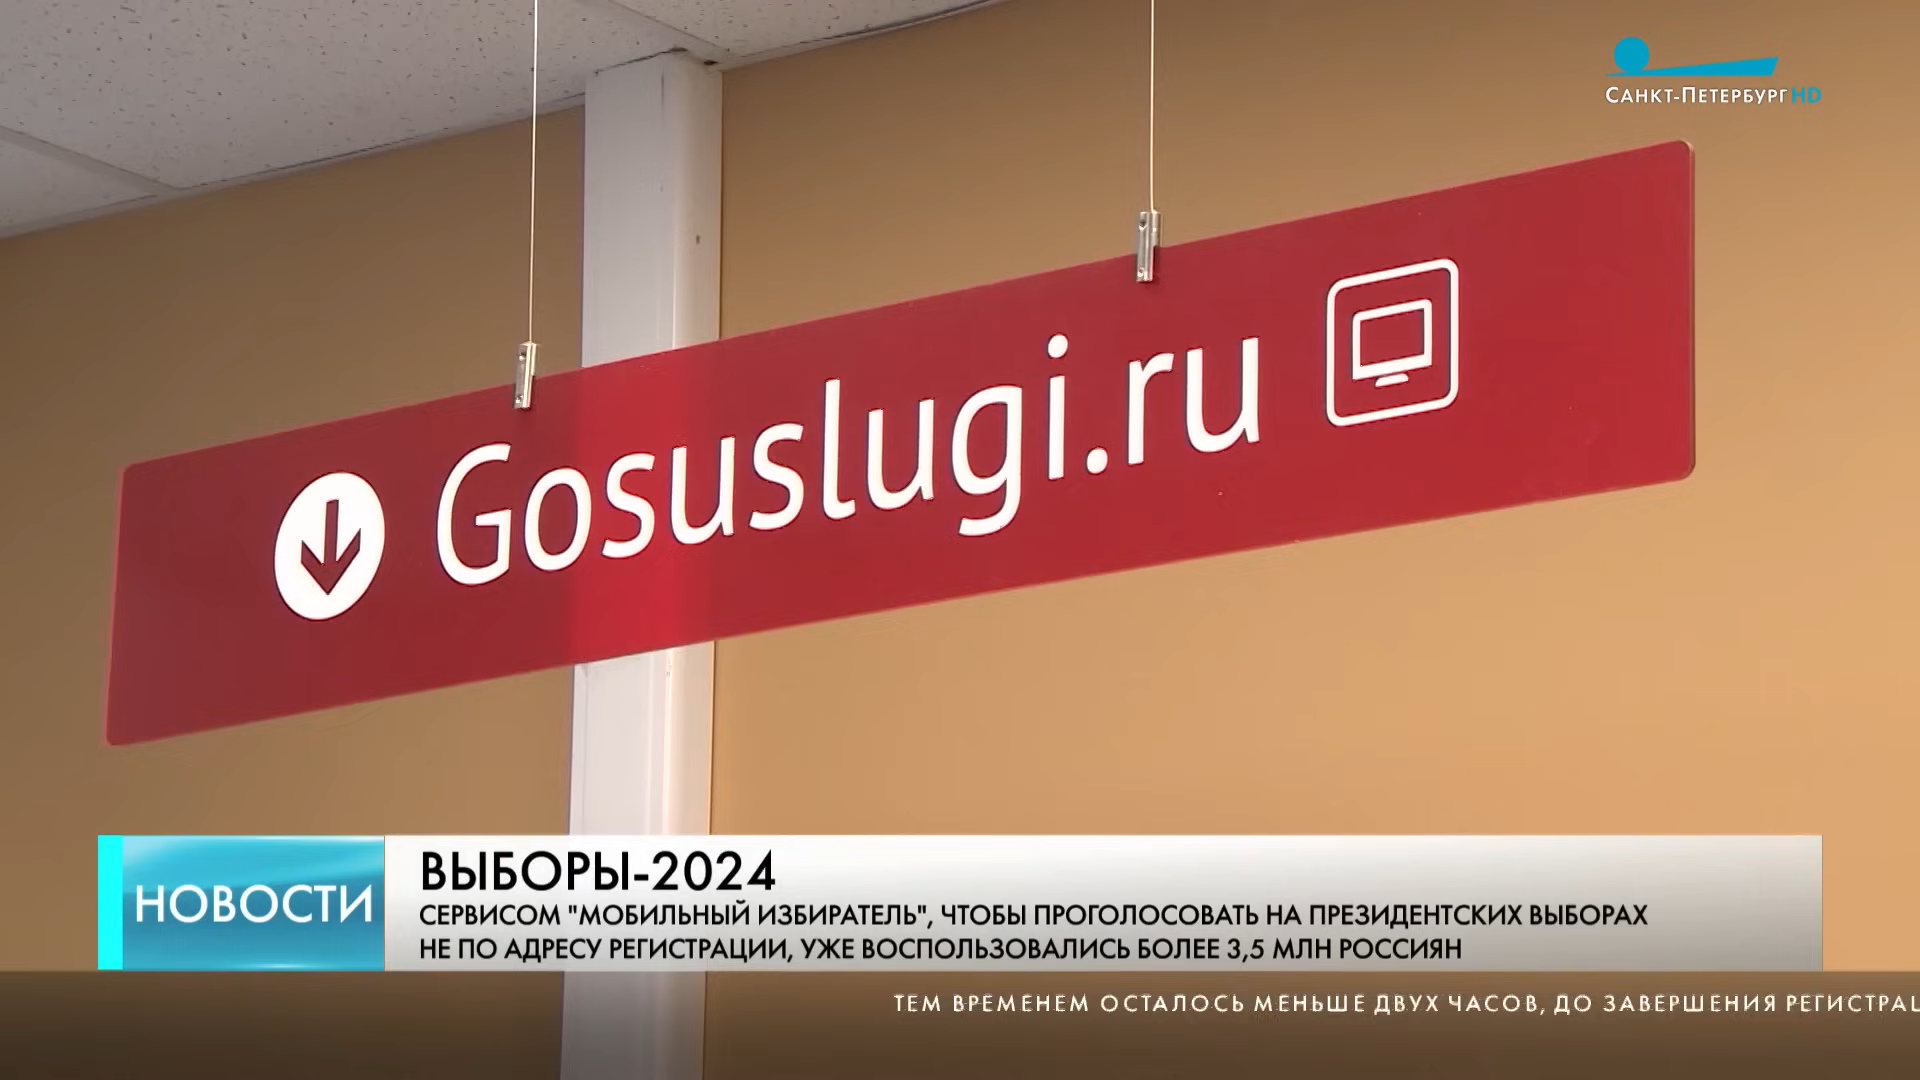 САНКТ-ПЕТЕРБУРГ HD
Gosuslugi.ru
НОВОСТИ
ВЫБОРЫ-2024
СЕРВИСОМ "МОБИЛЬНЫЙ ИЗБИРАТЕЛЬ", ЧТОБЫ ПРОГОЛОСОВАТЬ НА ПРЕЗИДЕНТСКИХ ВЫБОРАХ
НЕ ПО АДРЕСУ РЕГИСТРАЦИИ, УЖЕ ВОСПОЛЬЗОВАЛИСЬ БОЛЕЕ 3,5 МЛН РОССИЯН
ТЕМ ВРЕМЕНЕМ ОСТАЛОСЬ МЕНЬШЕ ДВУХ ЧАСОВ, ДО ЗАВЕРШЕНИЯ